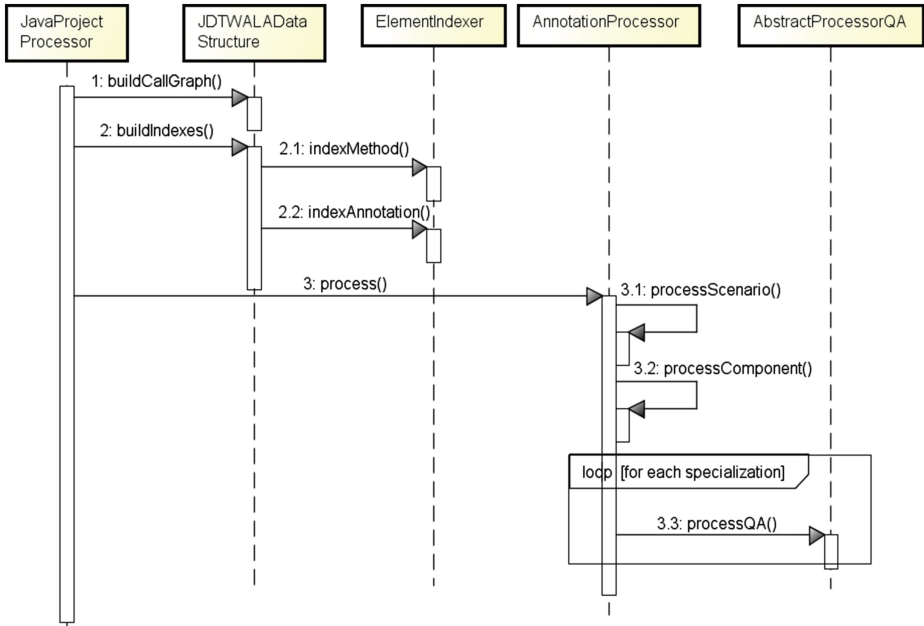 JavaProject
Processor
JDTWALAData
Structure
ElementIndexer
AnnotationProcessor
AbstractProcessorQA
1: buildCallGraph()
2: buildIndexes()
2.1: indexMethod()
2.2: indexAnnotation()
3: process()
3.1: processScenario()
3.2: processComponent()
loop [for each specialization]
3.3: processQA()